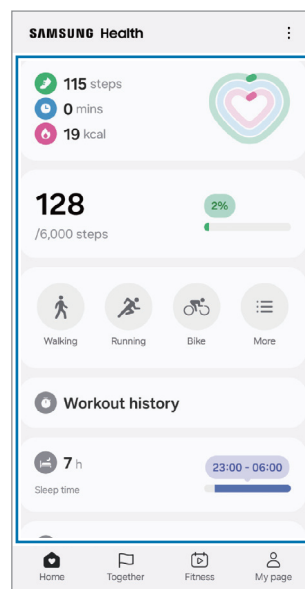 SAMSUNG Health
115 steps
0 mins
19 kcal
128
/6,000 steps
2%
Walking
Running
Bike
More
Workout history
7 h
Sleep time
23:00 - 06:00
Home
Together
Fitness
My page